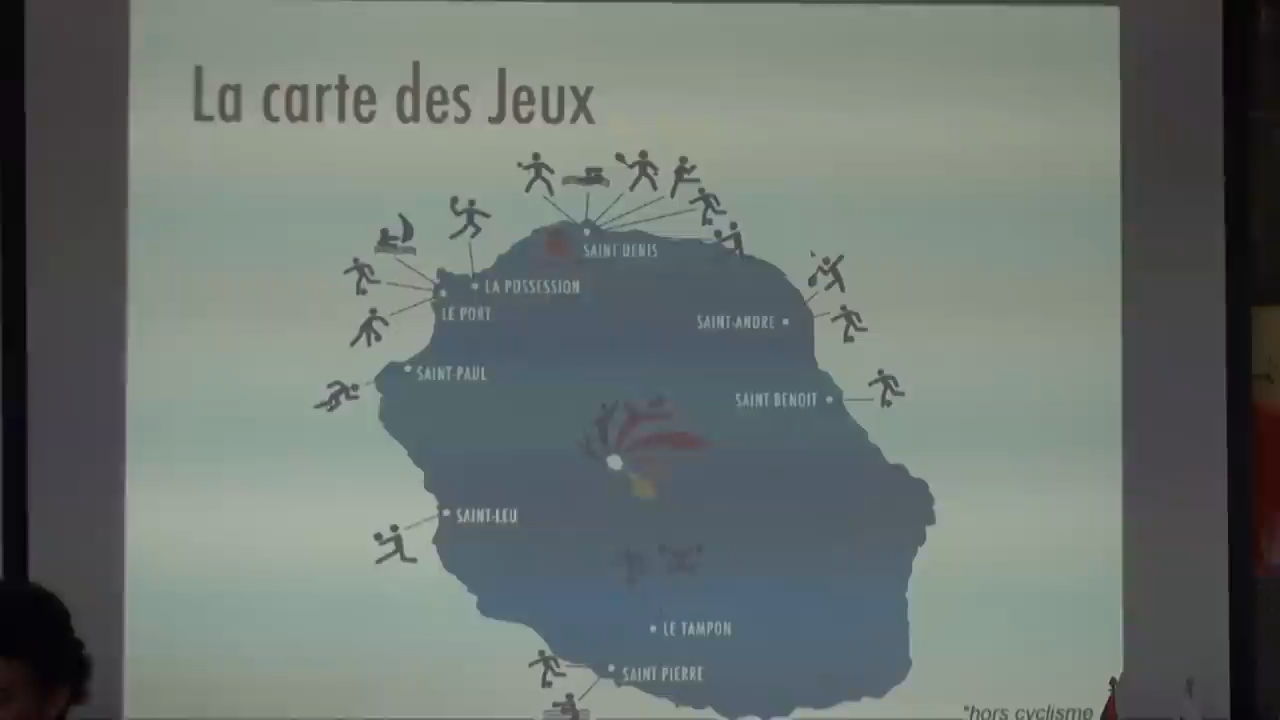 La carte des Jeux
SAINT DENIS
LA POSSESSION
LE PORT
SAINT-ANDRE
SAINT-PAUL
SAINT BENOIT
SAINT-LEU
LE TAMPON
SAINT PIERRE
*hors cyclisme